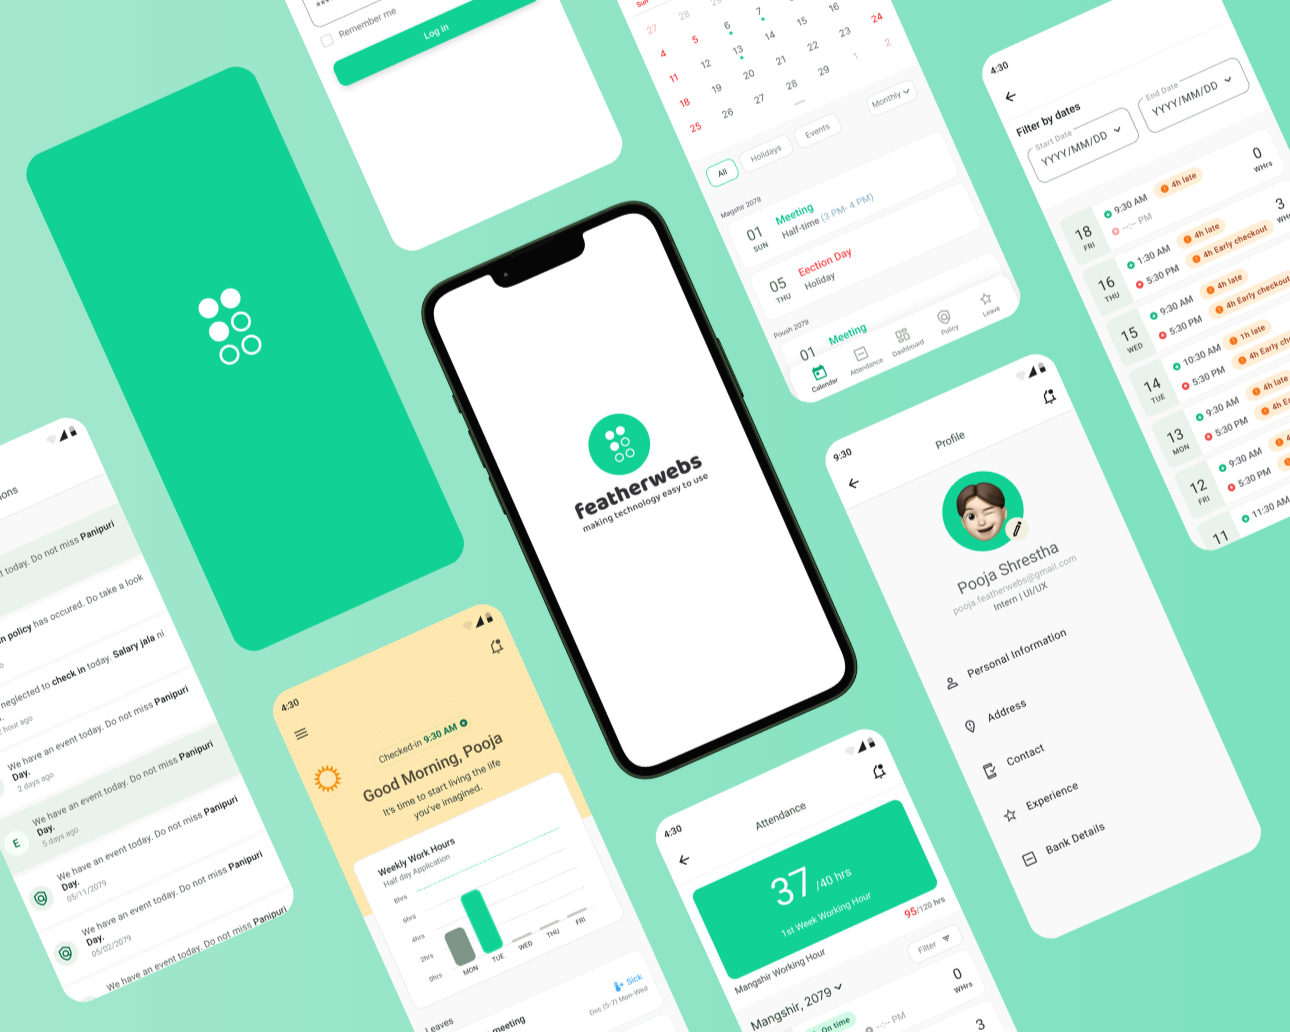 ****
Remember me
Log in
Sun
27
28
29
4
5
6
7
11
12
13
14
15
16
18
19
20
21
22
23
24
25
26
27
28
29
1
2
All
Holidays
Events
Monthly
Magshir 2079
01
SUN
Meeting
Half-time (3 PM- 4 PM)
05
THU
Eection Day
Holiday
Poush 2079
01
Meeting
Calendar
Attendance
Dashboard
Policy
Leave
4:30
Filter by dates
Start Date
YYYY/MM/DD
End Date
YYYY/MM/DD
18
FRI
9:30 AM
4h late
--:-- PM
0
WHrs
16
THU
1:30 AM
4h late
5:30 PM
4h Early checkout
3
WHrs
15
WED
9:30 AM
4h late
5:30 PM
4h Early checkout
14
TUE
10:30 AM
1h late
5:30 PM
4h Early che
13
MON
9:30 AM
4h late
5:30 PM
4h Ea
12
FRI
9:30 AM
4
5:30 PM
11
11:30 AM
featherwebs
making technology easy to use
9:30
Profile
Pooja Shrestha
pooja.featherwebs@gmail.com
Intern | UI/UX
Personal Information
Address
Contact
Experience
Bank Details
ions
t today. Do not miss Panipuri
n policy has occured. Do take a look
neglected to check in today. Salary jala ni
hour ago
We have an event today. Do not miss Panipuri
Day.
2 days ago
E
We have an event today. Do not miss Panipuri
Day.
5 days ago
We have an event today. Do not miss Panipuri
Day.
05/11/2079
We have an event today. Do not miss Panipuri
Day.
05/02/2079
We have an event today. Do not miss Panipuri
4:30
Checked-in 9:30 AM
Good Morning, Pooja
It's time to start living the life
you've imagined.
Weekly Work Hours
Half day Application
8hrs
6hrs
4hrs
2hrs
0hrs
MON
TUE
WED
THU
FRI
Leaves
meeting
Sick
Dec (5-7) Mon-Wed
4:30
Attendance
37 /40 hrs
1st Week Working Hour
Mangshir Working Hour
95/120 hrs
Mangshir, 2079
Filter
On time
--:-- PM
0
WHrs
3